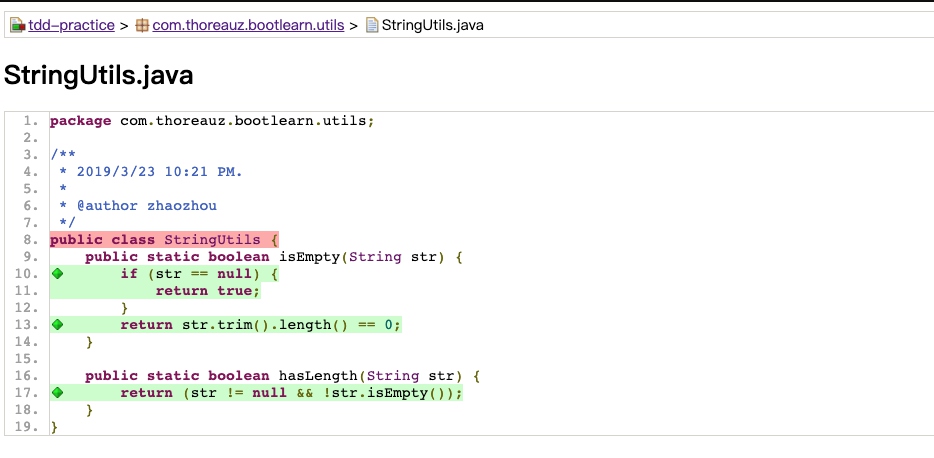 tdd-practice > com.thoreauz.bootlearn.utils > StringUtils.java
StringUtils.java
1. package com.thoreauz.bootlearn.utils;
2.
3. /**
4.  * 2019/3/23 10:21 PM.
5.  *
6.  * @author zhaozhou
7.  */
8. public class StringUtils {
9.     public static boolean isEmpty(String str) {
10.         if (str == null) {
11.             return true;
12.         }
13.         return str.trim().length() == 0;
14.     }
15.
16.     public static boolean hasLength(String str) {
17.         return (str != null && !str.isEmpty());
18.     }
19. }